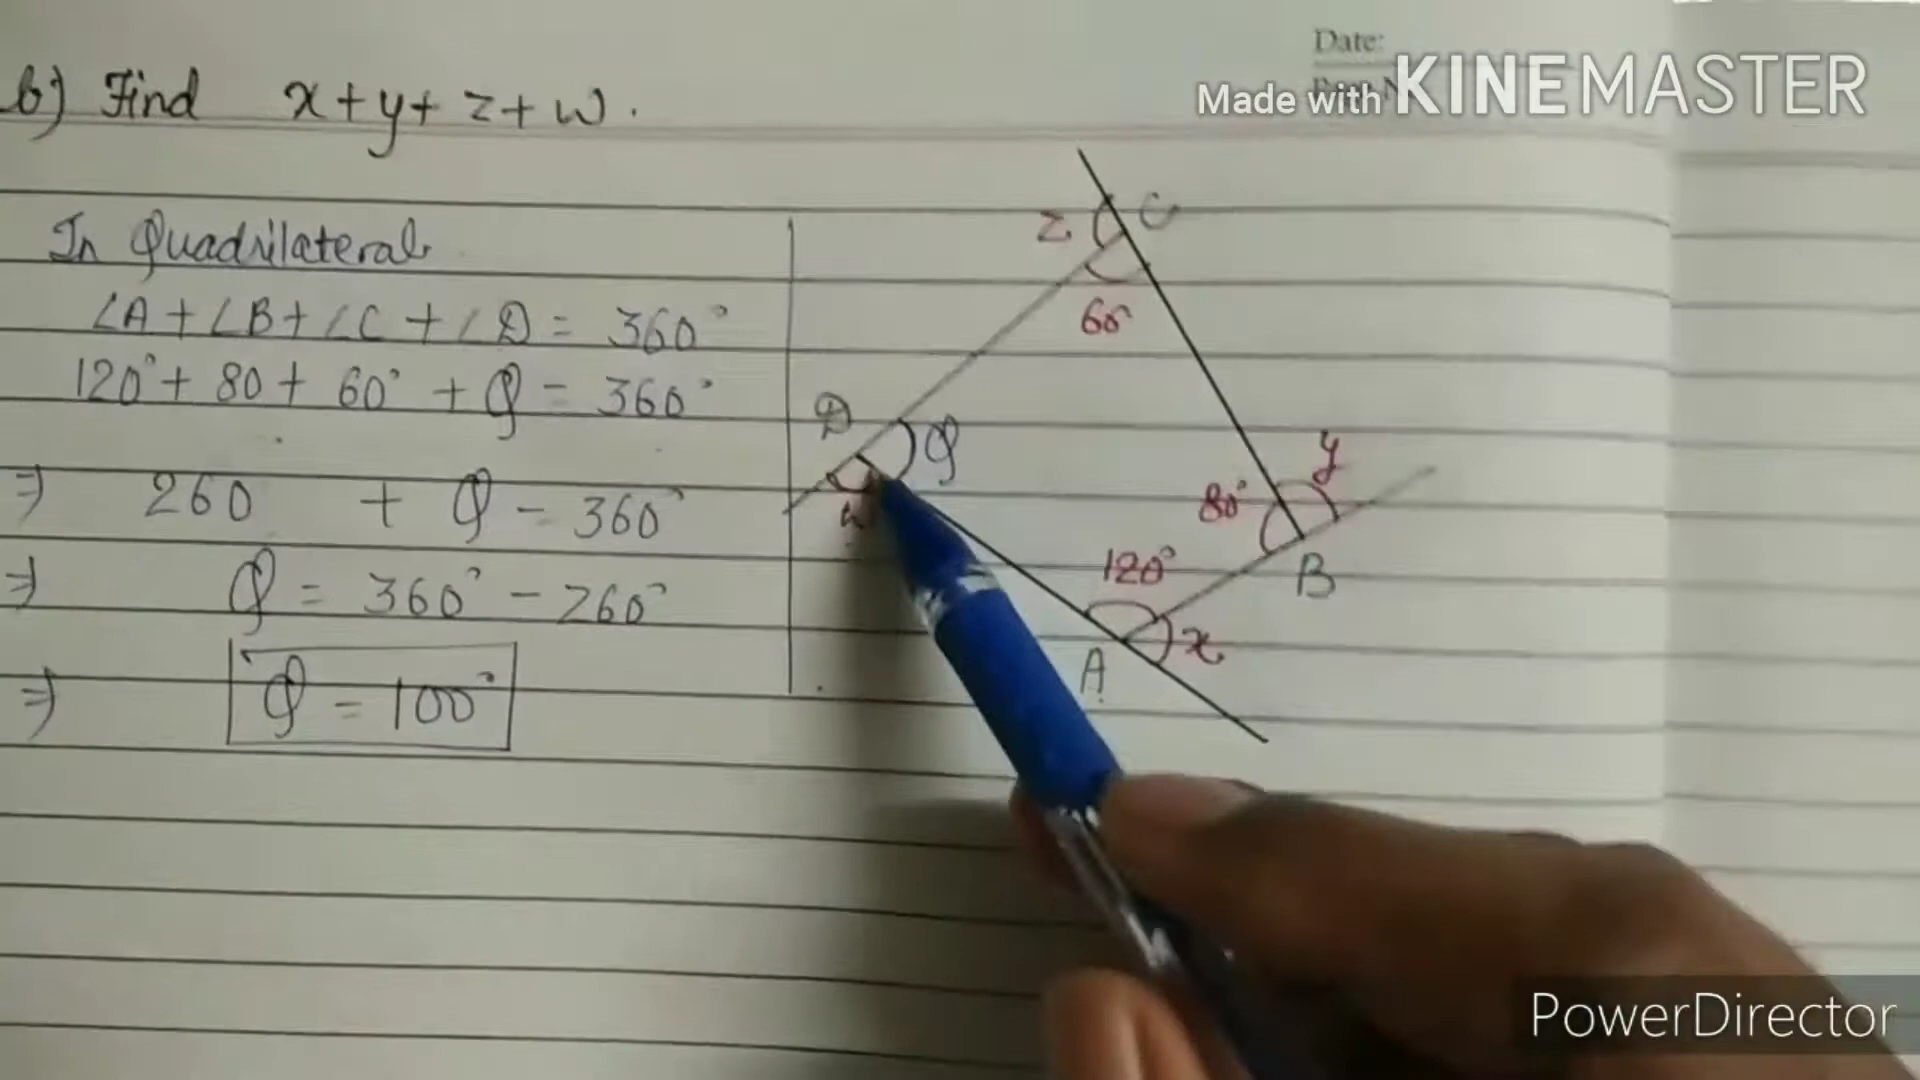 Date:
Made with KINEMASTER
b) Find x+y+z+w.
In Quadrilateral
∠A + ∠B + ∠C + ∠D = 360°
120° + 80 + 60° + Q = 360°
⇒ 260 + Q = 360°
⇒ Q = 360° - 260°
⇒ Q = 100°
z C
60°
D Q
w
y
80°
B
120°
x
A
PowerDirector